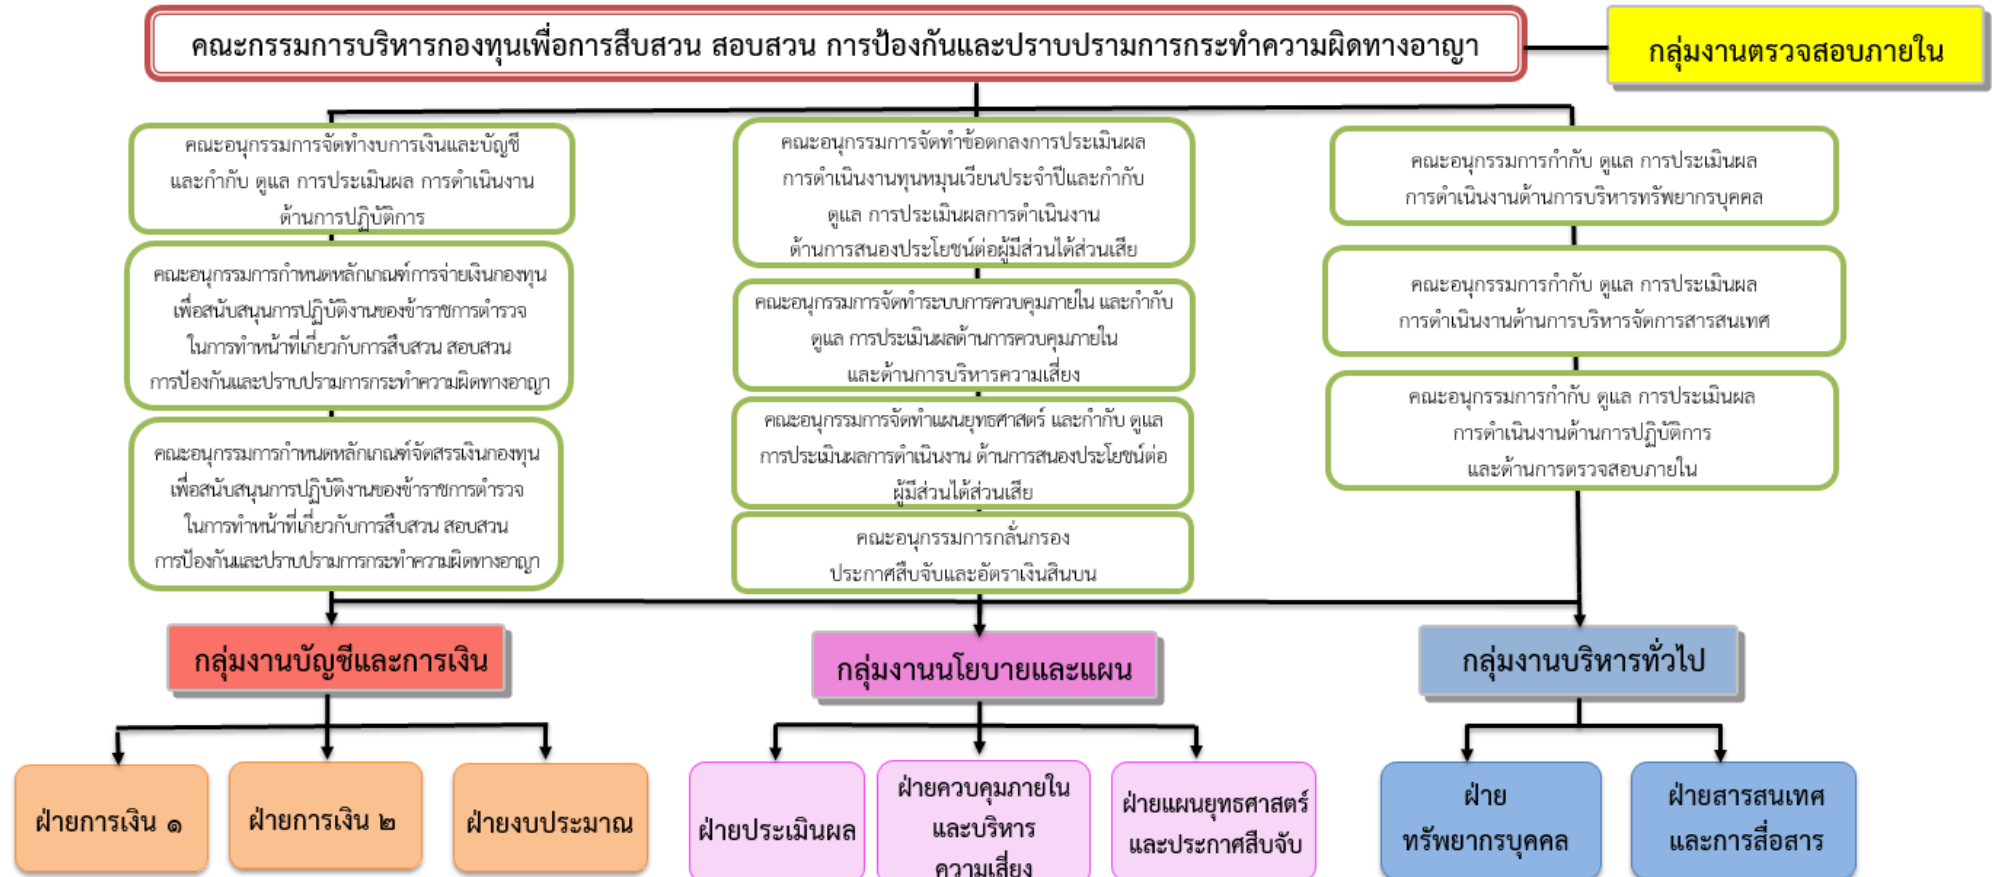 คณะกรรมการบริหารกองทุนเพื่อการสืบสวน สอบสวน การป้องกันและปราบปรามการกระทำความผิดทางอาญา
กลุ่มงานตรวจสอบภายใน
คณะอนุกรรมการจัดทำงบการเงินและบัญชี
และกำกับ ดูแล การประเมินผล การดำเนินงาน
ด้านการปฏิบัติการ
คณะอนุกรรมการกำหนดหลักเกณฑ์การจ่ายเงินกองทุน
เพื่อสนับสนุนการปฏิบัติงานของข้าราชการตำรวจ
ในการทำหน้าที่เกี่ยวกับการสืบสวน สอบสวน
การป้องกันและปราบปรามการกระทำความผิดทางอาญา
คณะอนุกรรมการกำหนดหลักเกณฑ์จัดสรรเงินกองทุน
เพื่อสนับสนุนการปฏิบัติงานของข้าราชการตำรวจ
ในการทำหน้าที่เกี่ยวกับการสืบสวน สอบสวน
การป้องกันและปราบปรามการกระทำความผิดทางอาญา
คณะอนุกรรมการจัดทำข้อตกลงการประเมินผล
การดำเนินงานทุนหมุนเวียนประจำปีและกำกับ
ดูแล การประเมินผลการดำเนินงาน
ด้านการสนองประโยชน์ต่อผู้มีส่วนได้ส่วนเสีย
คณะอนุกรรมการจัดทำระบบการควบคุมภายใน และกำกับ
ดูแล การประเมินผลด้านการควบคุมภายใน
และด้านการบริหารความเสี่ยง
คณะอนุกรรมการจัดทำแผนยุทธศาสตร์ และกำกับ ดูแล
การประเมินผลการดำเนินงาน ด้านการสนองประโยชน์ต่อ
ผู้มีส่วนได้ส่วนเสีย
คณะอนุกรรมการกลั่นกรอง
ประกาศสืบจับและอัตราเงินสินบน
คณะอนุกรรมการกำกับ ดูแล การประเมินผล
การดำเนินงานด้านการบริหารทรัพยากรบุคคล
คณะอนุกรรมการกำกับ ดูแล การประเมินผล
การดำเนินงานด้านการบริหารจัดการสารสนเทศ
คณะอนุกรรมการกำกับ ดูแล การประเมินผล
การดำเนินงานด้านการปฏิบัติการ
และด้านการตรวจสอบภายใน
กลุ่มงานบัญชีและการเงิน
กลุ่มงานนโยบายและแผน
กลุ่มงานบริหารทั่วไป
ฝ่ายการเงิน ๑
ฝ่ายการเงิน ๒
ฝ่ายงบประมาณ
ฝ่ายประเมินผล
ฝ่ายควบคุมภายใน
และบริหาร
ความเสี่ยง
ฝ่ายแผนยุทธศาสตร์
และประกาศสืบจับ
ฝ่าย
ทรัพยากรบุคคล
ฝ่ายสารสนเทศ
และการสื่อสาร